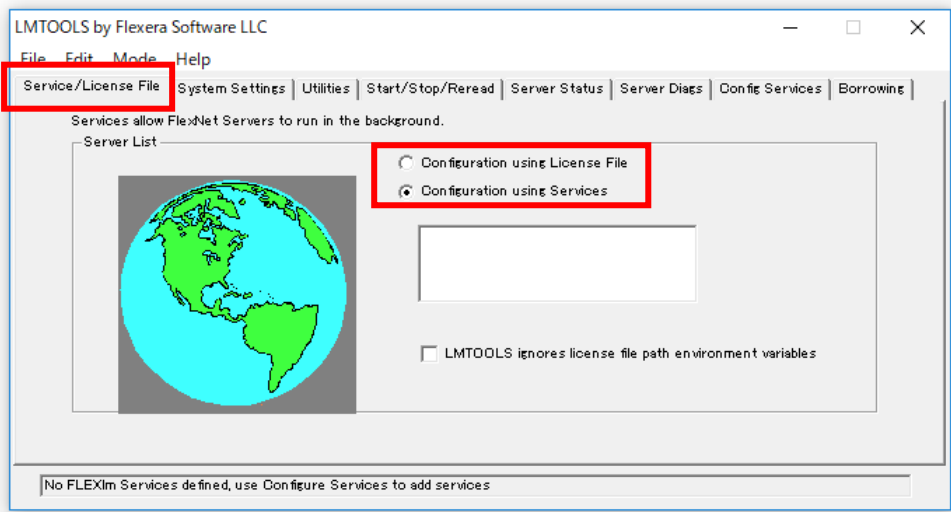 LMTOOLS by Flexera Software LLC
File Edit Mode Help
Service/License File System Settings Utilities Start/Stop/Reread Server Status Server Diags Config Services Borrowing
Services allow FlexNet Servers to run in the background.
Server List
Configuration using License File
Configuration using Services
LMTOOLS ignores license file path environment variables
No FLEXlm Services defined, use Configure Services to add services